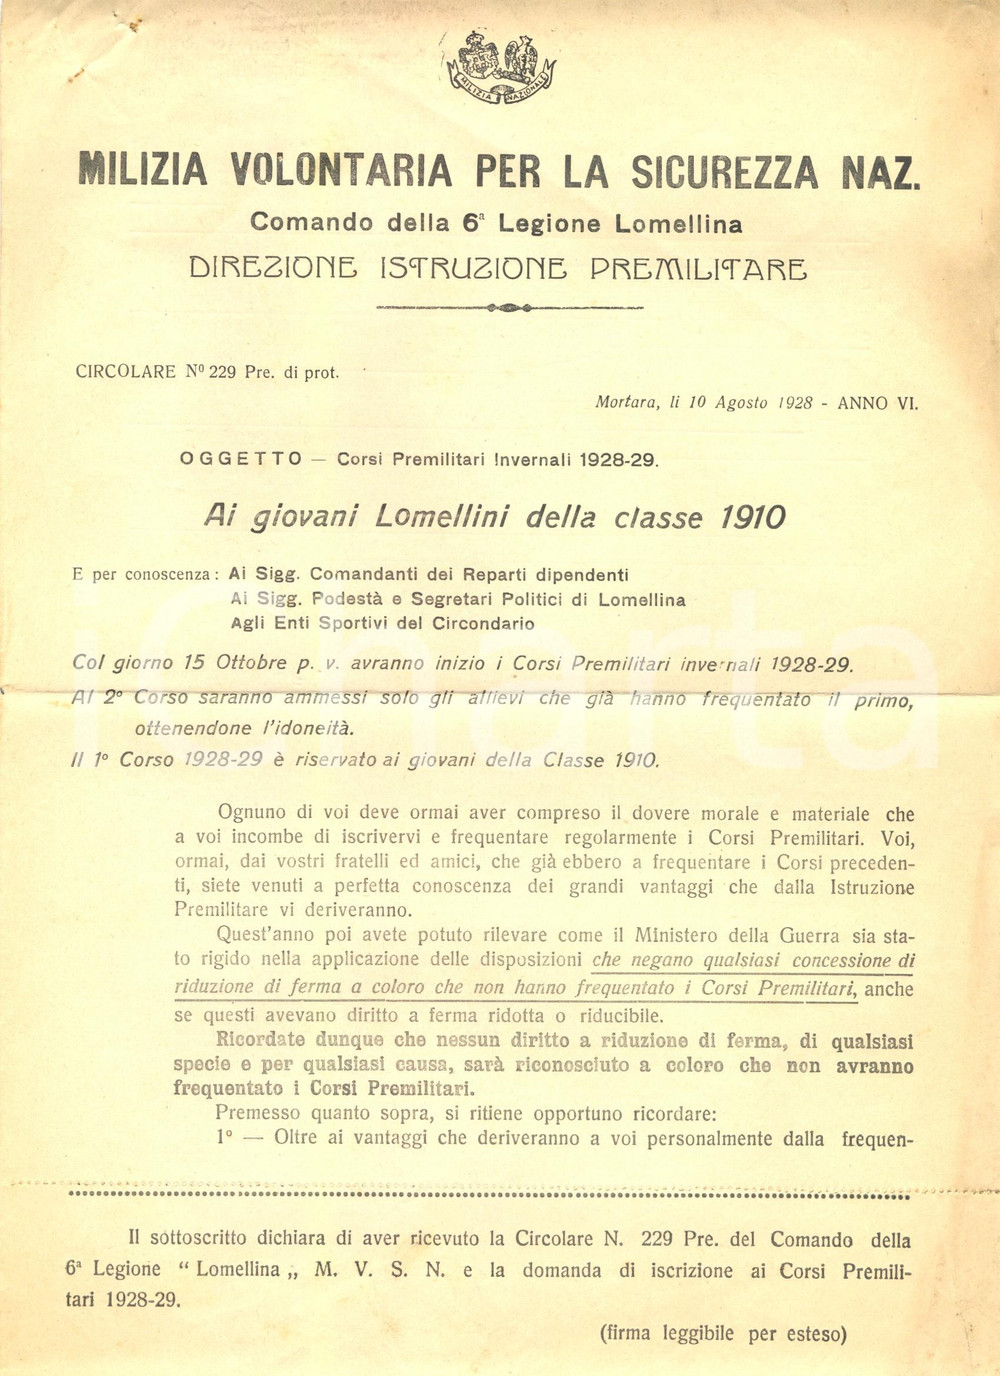 MILIZIA NAZIONALE
MILIZIA VOLONTARIA PER LA SICUREZZA NAZ.
Comando della 6ª Legione Lomellina
DIREZIONE ISTRUZIONE PREMILITARE
CIRCOLARE Nº 229 Pre. di prot.
Mortara, li 10 Agosto 1928 - ANNO VI.
OGGETTO — Corsi Premilitari Invernali 1928-29.
Ai giovani Lomellini della classe 1910
E per conoscenza: Ai Sigg. Comandanti dei Reparti dipendenti
Ai Sigg. Podestà e Segretari Politici di Lomellina
Agli Enti Sportivi del Circondario
Col giorno 15 Ottobre p. v. avranno inizio i Corsi Premilitari invernali 1928-29.
Al 2º Corso saranno ammessi solo gli allievi che già hanno frequentato il primo,
ottenendone l'idoneità.
Il 1º Corso 1928-29 è riservato ai giovani della Classe 1910.
Ognuno di voi deve ormai aver compreso il dovere morale e materiale che
a voi incombe di iscrivervi e frequentare regolarmente i Corsi Premilitari. Voi,
ormai, dai vostri fratelli ed amici, che già ebbero a frequentare i Corsi preceden-
ti, siete venuti a perfetta conoscenza dei grandi vantaggi che dalla Istruzione
Premilitare vi deriveranno.
Quest'anno poi avete potuto rilevare come il Ministero della Guerra sia sta-
to rigido nella applicazione delle disposizioni che negano qualsiasi concessione di
riduzione di ferma a coloro che non hanno frequentato i Corsi Premilitari, anche
se questi avevano diritto a ferma ridotta o riducibile.
Ricordate dunque che nessun diritto a riduzione di ferma, di qualsiasi
specie e per qualsiasi causa, sarà riconosciuto a coloro che non avranno
frequentato i Corsi Premilitari.
Premesso quanto sopra, si ritiene opportuno ricordare:
1º — Oltre ai vantaggi che deriveranno a voi personalmente dalla frequen-
Il sottoscritto dichiara di aver ricevuto la Circolare N. 229 Pre. del Comando della
6ª Legione “ Lomellina „ M. V. S. N. e la domanda di iscrizione ai Corsi Premili-
tari 1928-29.
(firma leggibile per esteso)